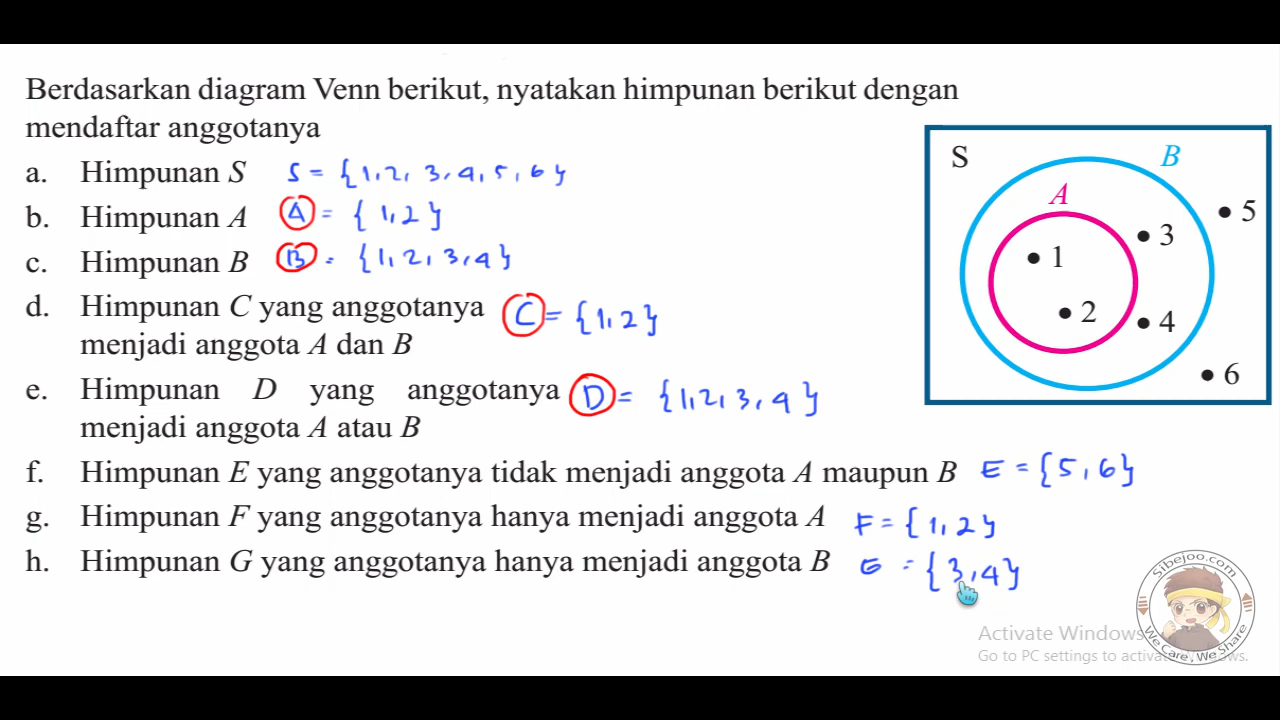 Berdasarkan diagram Venn berikut, nyatakan himpunan berikut dengan
mendaftar anggotanya
a. Himpunan S S = {1, 2, 3, 4, 5, 6}
b. Himpunan A A = {1, 2}
c. Himpunan B B = {1, 2, 3, 4}
d. Himpunan C yang anggotanya C = {1, 2}
menjadi anggota A dan B
e. Himpunan D yang anggotanya D = {1, 2, 3, 4}
menjadi anggota A atau B
f. Himpunan E yang anggotanya tidak menjadi anggota A maupun B E = {5, 6}
g. Himpunan F yang anggotanya hanya menjadi anggota A F = {1, 2}
h. Himpunan G yang anggotanya hanya menjadi anggota B G = {3, 4}
S
B
A
5
3
1
2
4
6
Sibejoo.com
We Care, We Share
Activate Windows
Go to PC settings to activate Windows.